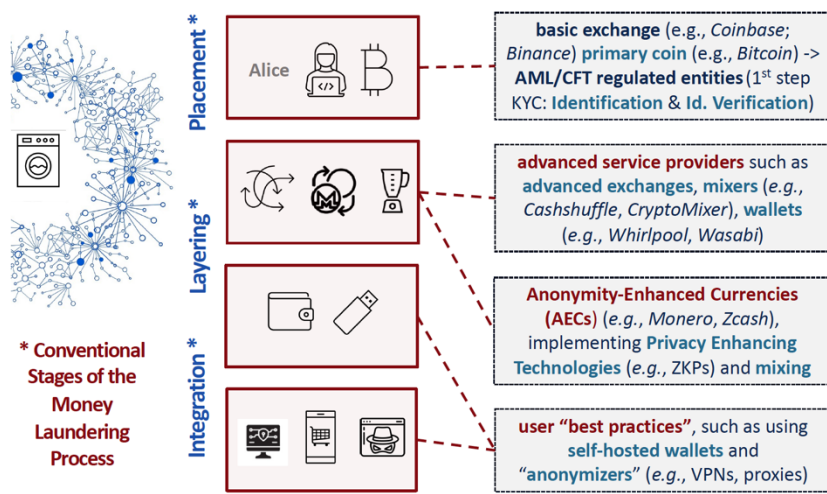 Placement *
Alice
</>
basic exchange (e.g., Coinbase;
Binance) primary coin (e.g., Bitcoin) ->
AML/CFT regulated entities (1st step
KYC: Identification & Id. Verification)
Layering *
advanced service providers such as
advanced exchanges, mixers (e.g.,
Cashshuffle, CryptoMixer), wallets
(e.g., Whirlpool, Wasabi)
Anonymity-Enhanced Currencies
(AECs) (e.g., Monero, Zcash),
implementing Privacy Enhancing
Technologies (e.g., ZKPs) and mixing
Integration *
user “best practices”, such as using
self-hosted wallets and
“anonymizers” (e.g., VPNs, proxies)
* Conventional
Stages of the
Money
Laundering
Process